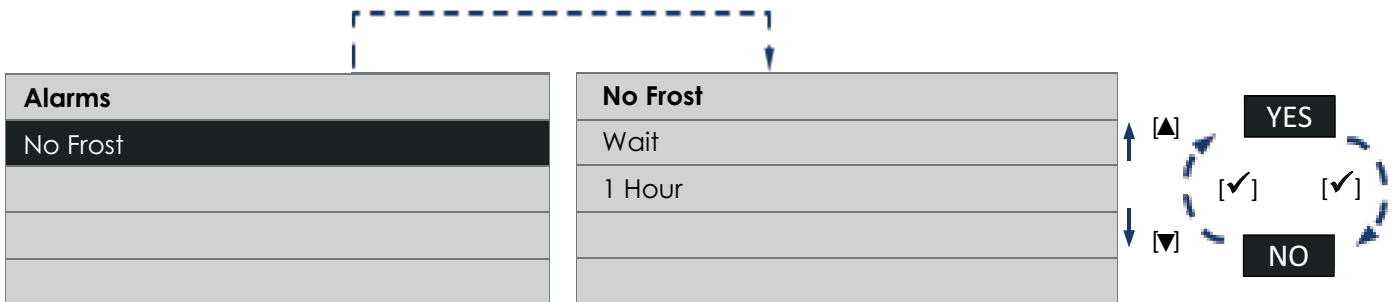 Alarms
No Frost
No Frost
Wait
1 Hour
[▲]
[▼]
YES
[✔] [✔]
NO